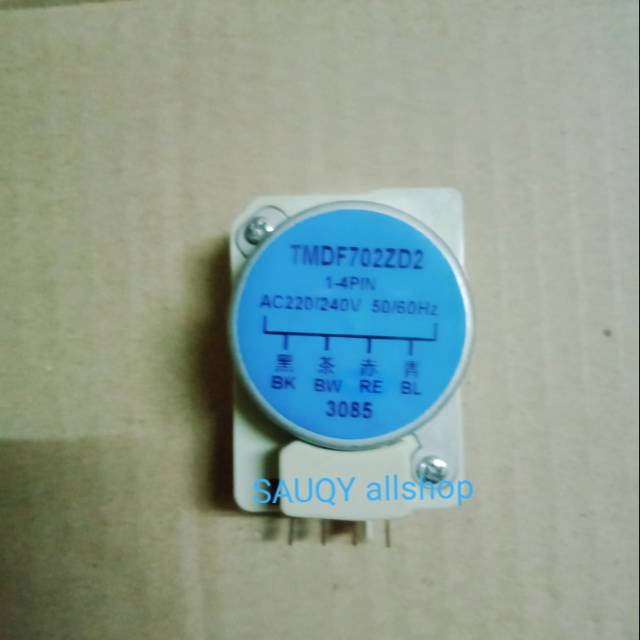 TMDF702ZD2
1-4PIN
AC220/240V 50/60Hz
黑 茶 赤 青
BK BW RE BL
3085
SAUQY allshop